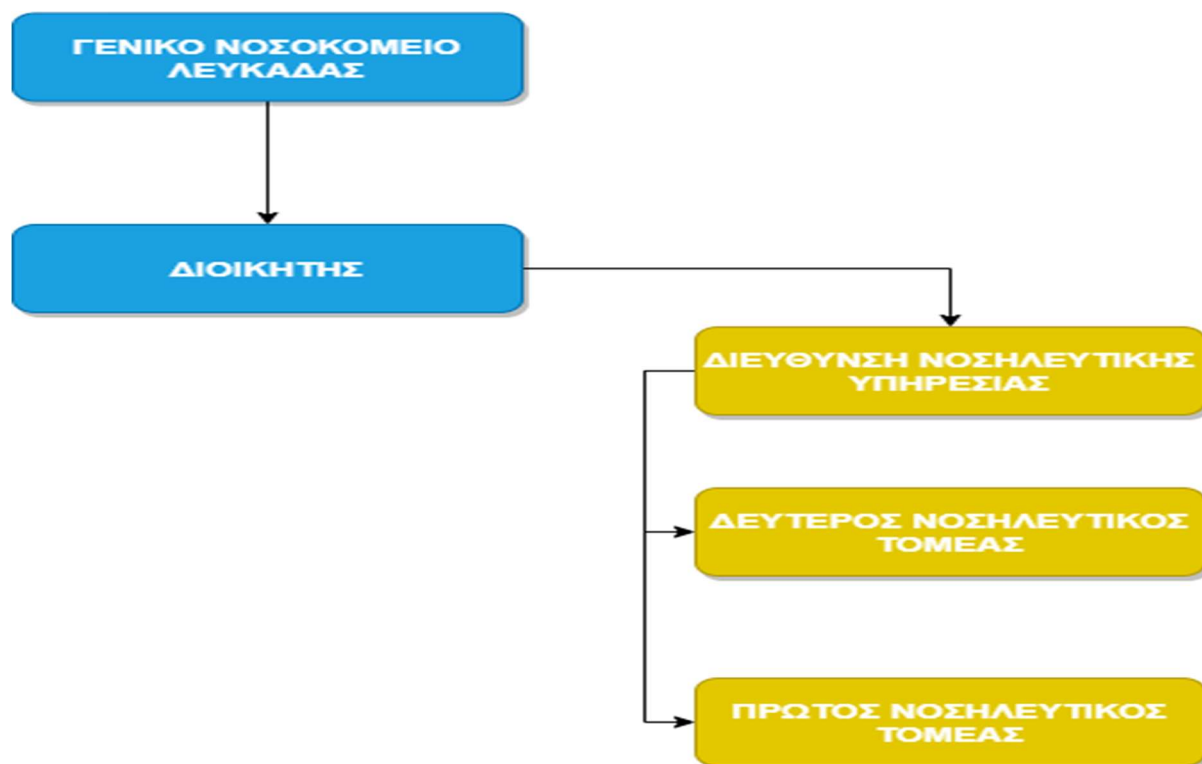 ΓΕΝΙΚΟ ΝΟΣΟΚΟΜΕΙΟ
ΛΕΥΚΑΔΑΣ
ΔΙΟΙΚΗΤΗΣ
ΔΙΕΥΘΥΝΣΗ ΝΟΣΗΛΕΥΤΙΚΗΣ
ΥΠΗΡΕΣΙΑΣ
ΔΕΥΤΕΡΟΣ ΝΟΣΗΛΕΥΤΙΚΟΣ
ΤΟΜΕΑΣ
ΠΡΩΤΟΣ ΝΟΣΗΛΕΥΤΙΚΟΣ
ΤΟΜΕΑΣ